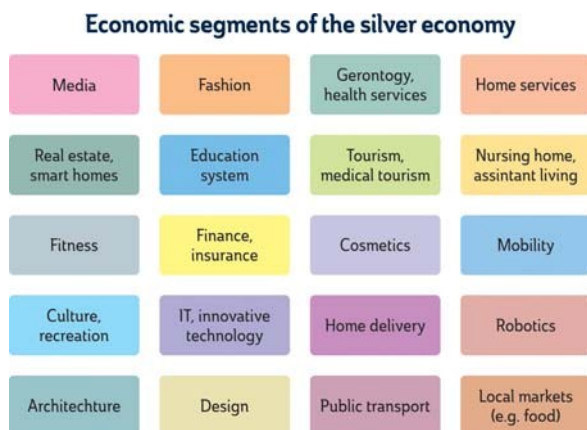 Economic segments of the silver economy
Media
Fashion
Gerontogy,
health services
Home services
Real estate,
smart homes
Education
system
Tourism,
medical tourism
Nursing home,
assintant living
Fitness
Finance,
insurance
Cosmetics
Mobility
Culture,
recreation
IT, innovative
technology
Home delivery
Robotics
Architechture
Design
Public transport
Local markets
(e.g. food)